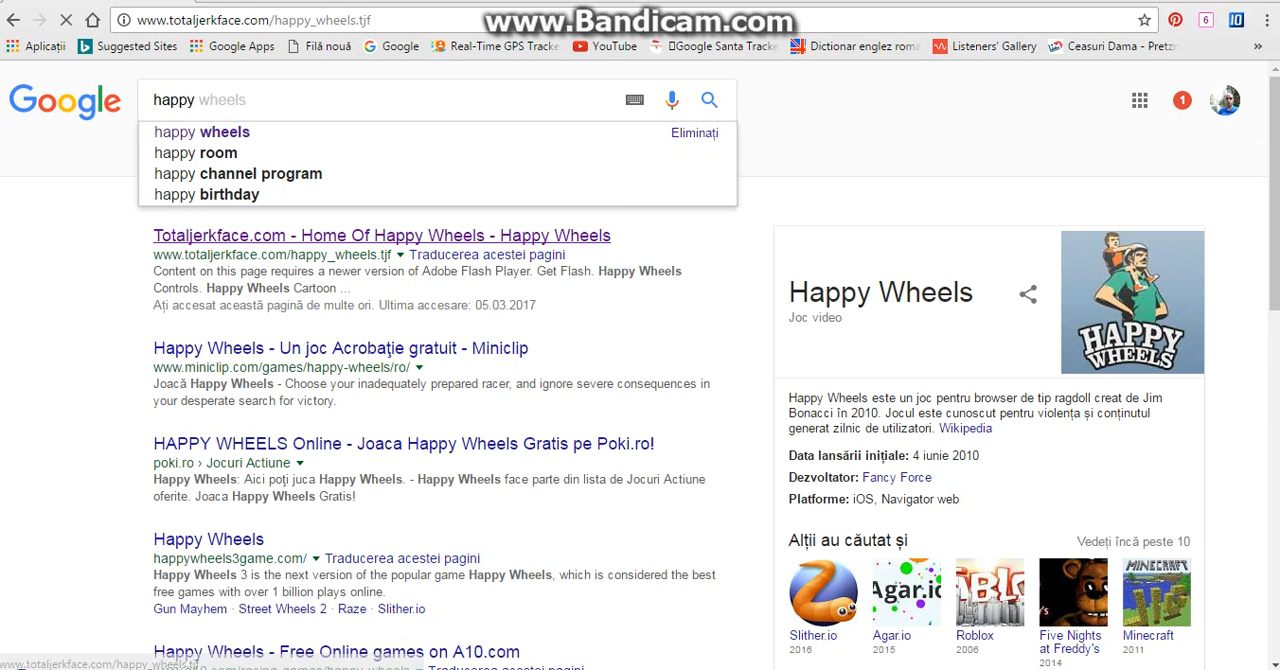 www.totaljerkface.com/happy_wheels.tjf
www.Bandicam.com
6
Aplicații
Suggested Sites
Google Apps
Filă nouă
Google
Real-Time GPS Tracke
YouTube
Google Santa Tracke
Dictionar englez roma
Listeners' Gallery
Ceasuri Dama - Pretz
»
Google
happy wheels
1
happy wheels
Eliminați
happy room
happy channel program
happy birthday
Totaljerkface.com - Home Of Happy Wheels - Happy Wheels
www.totaljerkface.com/happy_wheels.tjf Traducerea acestei pagini
Content on this page requires a newer version of Adobe Flash Player. Get Flash. Happy Wheels
Controls. Happy Wheels Cartoon ...
Ați accesat această pagină de multe ori. Ultima accesare: 05.03.2017
Happy Wheels - Un joc Acrobaţie gratuit - Miniclip
www.miniclip.com/games/happy-wheels/ro/
Joacă Happy Wheels - Choose your inadequately prepared racer, and ignore severe consequences in
your desperate search for victory.
HAPPY WHEELS Online - Joaca Happy Wheels Gratis pe Poki.ro!
poki.ro › Jocuri Actiune
Happy Wheels: Aici poţi juca Happy Wheels. - Happy Wheels face parte din lista de Jocuri Actiune
oferite. Joaca Happy Wheels Gratis!
Happy Wheels
happywheels3game.com/ Traducerea acestei pagini
Happy Wheels 3 is the next version of the popular game Happy Wheels, which is considered the best
free games with over 1 billion plays online.
Gun Mayhem · Street Wheels 2 · Raze · Slither.io
Happy Wheels - Free Online games on A10.com
www.totaljerkface.com/happy_wheels.tjf
Traducerea acestei pagini
Happy Wheels
Joc video
HAPPY
WHEELS
Happy Wheels este un joc pentru browser de tip ragdoll creat de Jim
Bonacci în 2010. Jocul este cunoscut pentru violența și conținutul
generat zilnic de utilizatori. Wikipedia
Data lansării inițiale: 4 iunie 2010
Dezvoltator: Fancy Force
Platforme: iOS, Navigator web
Alții au căutat și
Vedeți încă peste 10
Agar.io
MINECRAFT
Slither.io
2016
Agar.io
2015
Roblox
2006
Five Nights
at Freddy's
2014
Minecraft
2011